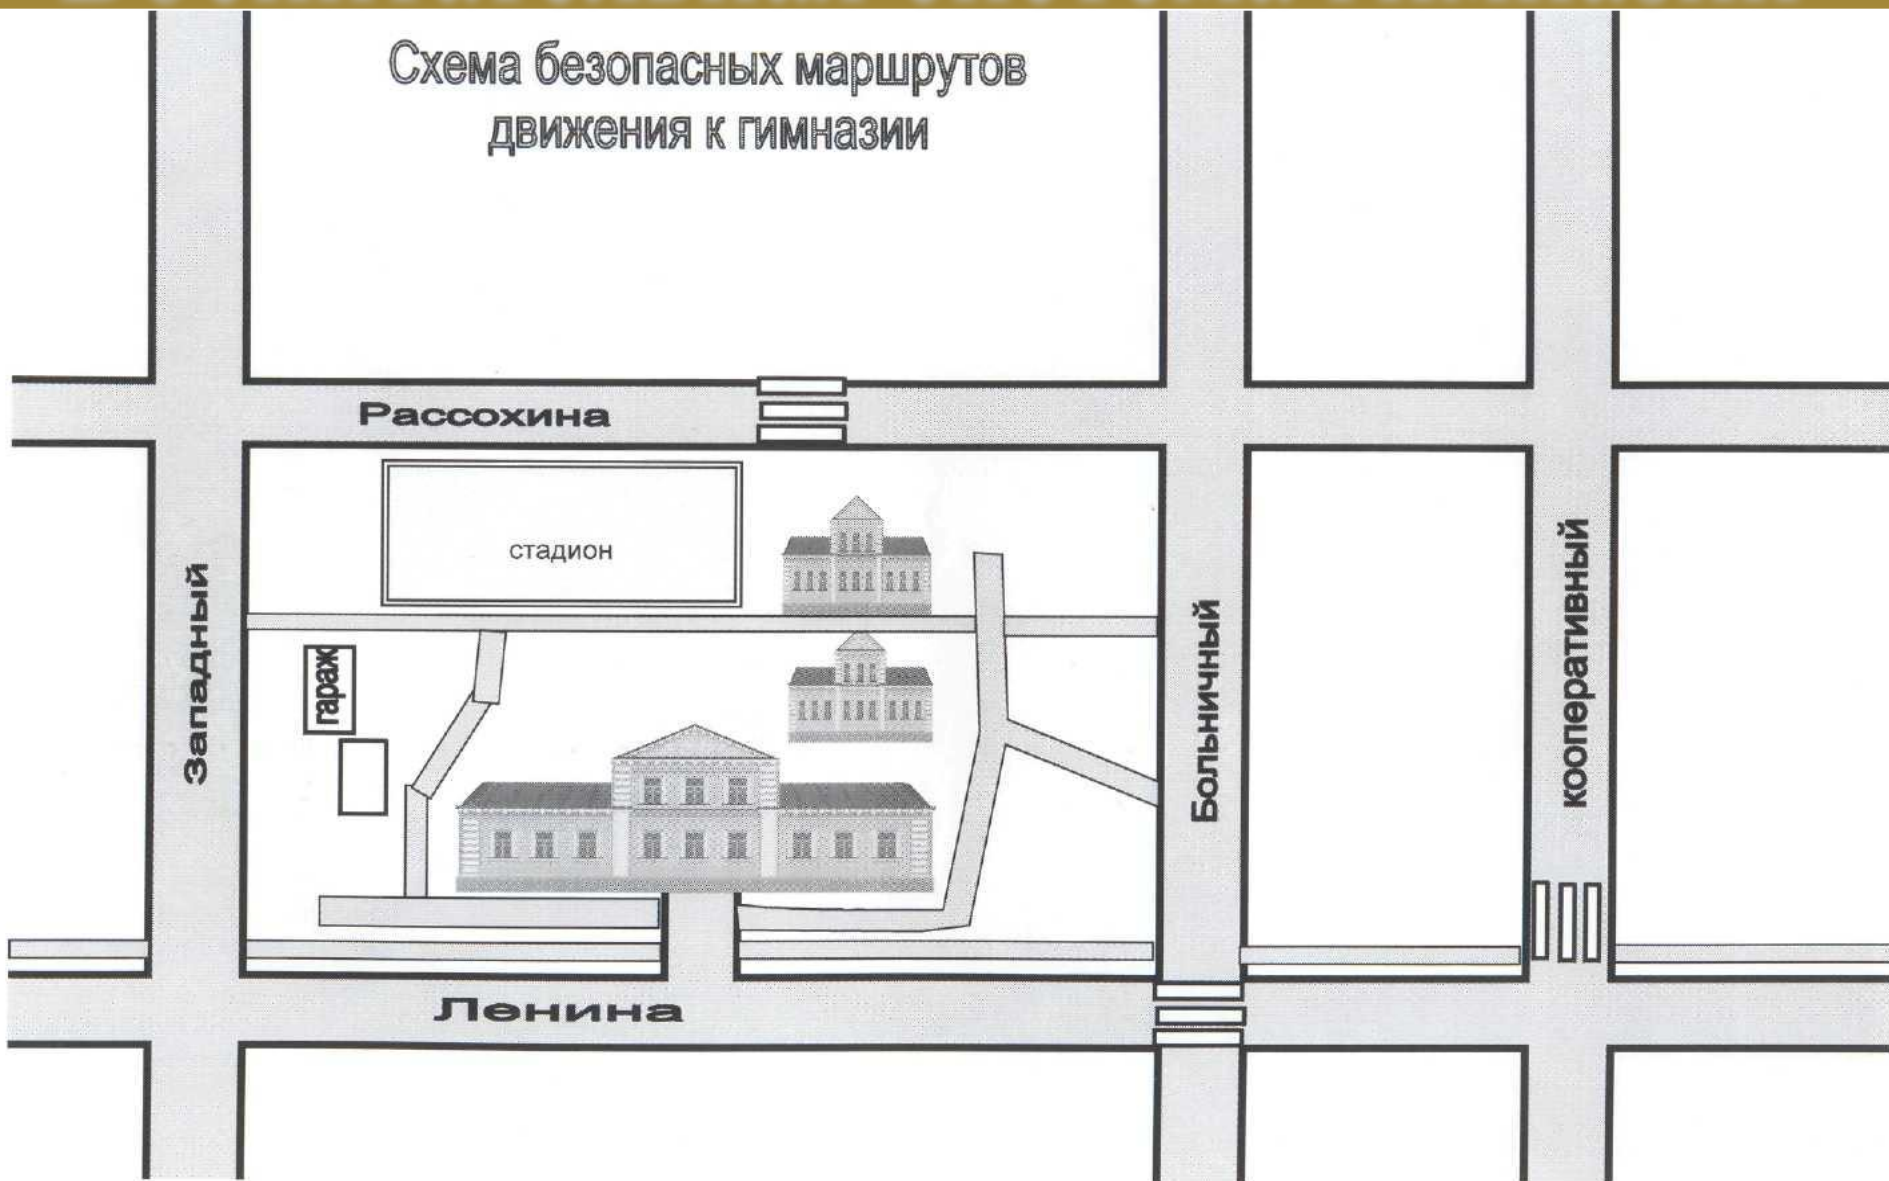 Схема безопасных маршрутов
движения к гимназии
Рассохина
стадион
Западный
гараж
Больничный
кооперативный
Ленина